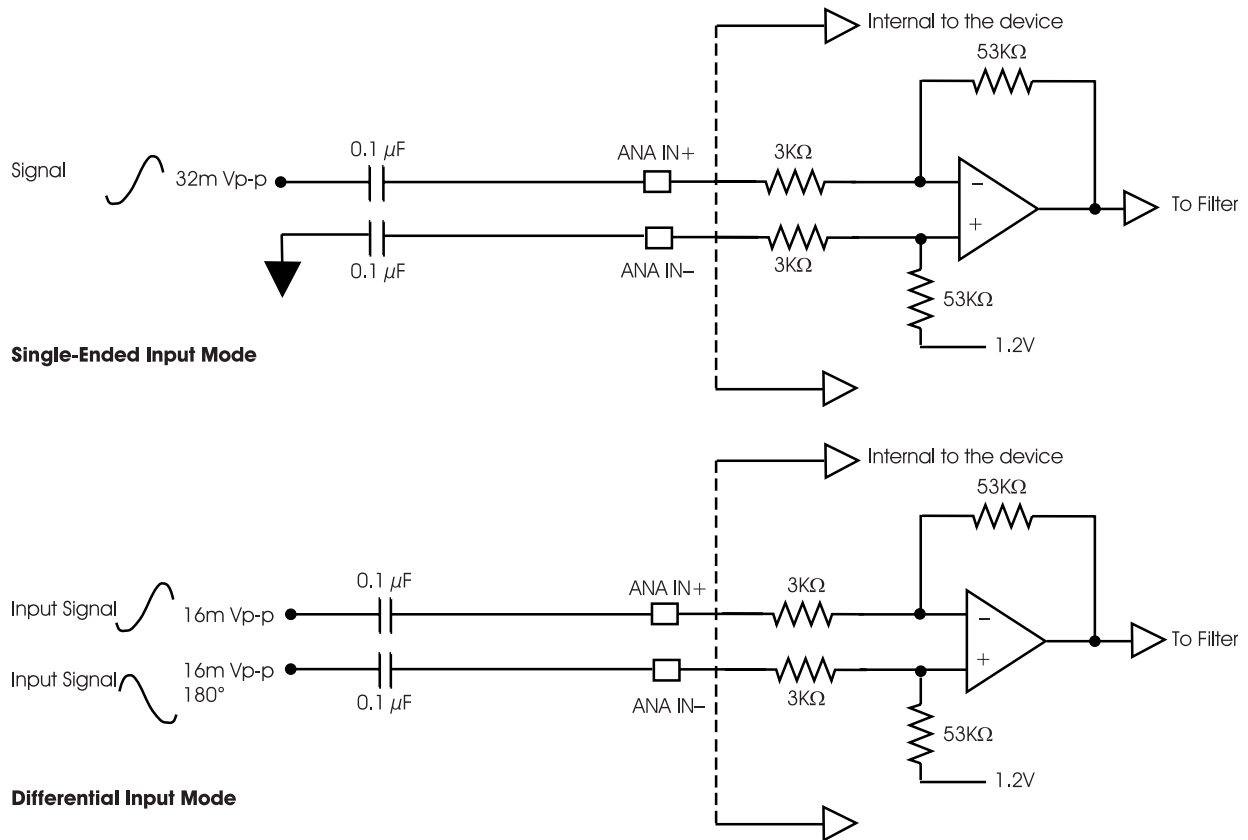 Internal to the device
53KΩ
0.1 µF
ANA IN+
3KΩ
Signal
32m Vp-p
−
To Filter
+
0.1 µF
ANA IN−
3KΩ
53KΩ
1.2V
Single-Ended Input Mode
Internal to the device
53KΩ
0.1 µF
ANA IN+
3KΩ
Input Signal
16m Vp-p
−
To Filter
Input Signal
16m Vp-p
180°
+
0.1 µF
ANA IN−
3KΩ
53KΩ
1.2V
Differential Input Mode